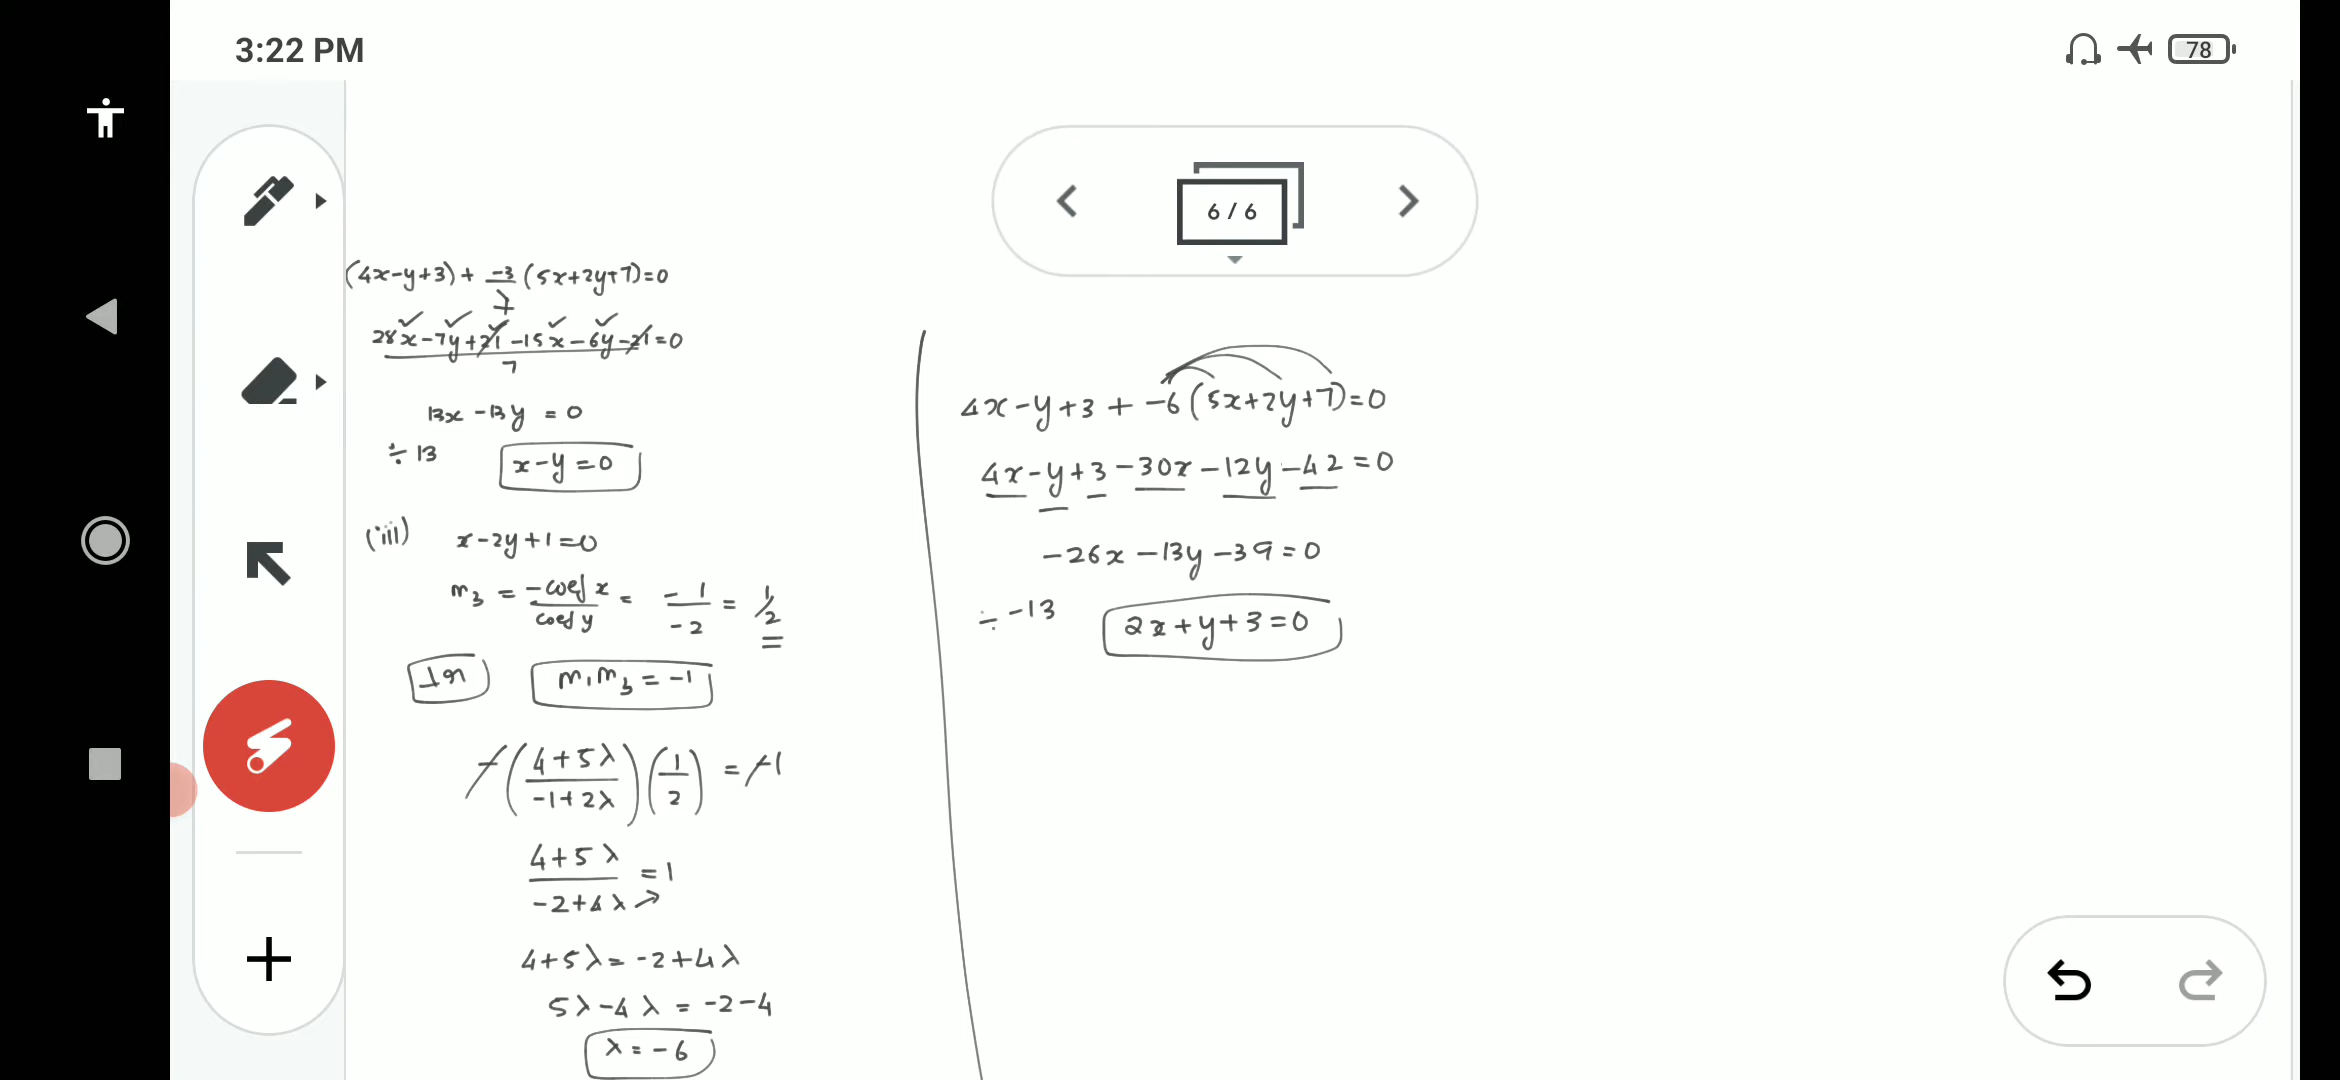 3:22 PM
78
6 / 6
(4x-y+3) + -3/7 (5x+2y+7)=0
28x-7y+21-15x-6y-21=0
7
13x-13y = 0
÷ 13 x-y=0
(iii) x-2y+1=0
m3 = -coef x / coef y = -1 / -2 = 1/2
m1m3 = -1
-(4+5λ / -1+2λ)(1/2) = -1
4+5λ / -2+4λ = 1
4+5λ = -2+4λ
5λ-4λ = -2-4
λ = -6
4x-y+3 + -6(5x+2y+7)=0
4x-y+3-30x-12y-42=0
-26x-13y-39=0
÷ -13 2x+y+3=0